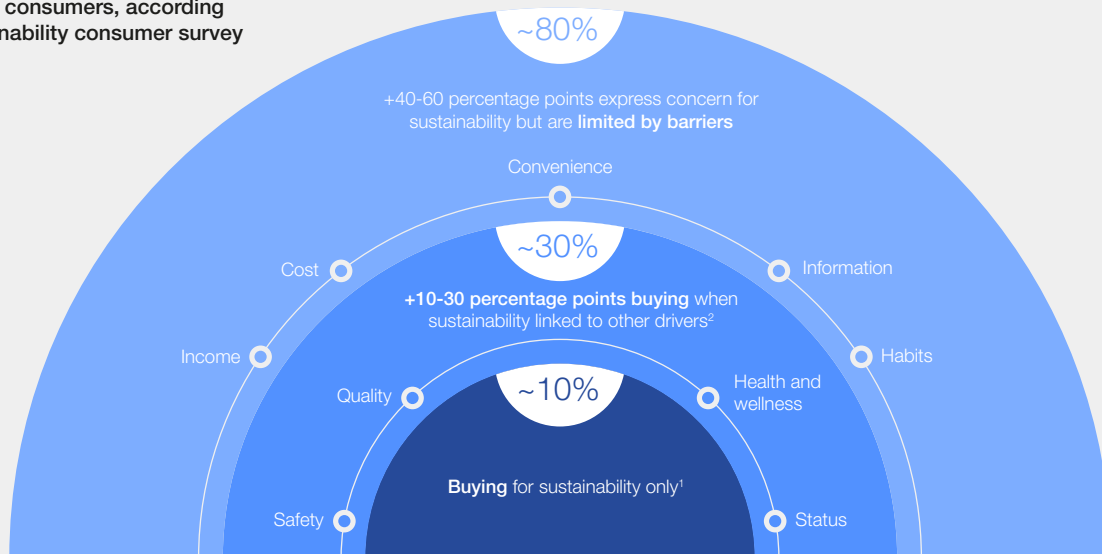 consumers, according
nability consumer survey
~80%
+40-60 percentage points express concern for
sustainability but are limited by barriers
Convenience
Cost
Information
Income
Habits
~30%
+10-30 percentage points buying when
sustainability linked to other drivers²
Quality
Health and
wellness
Safety
Status
~10%
Buying for sustainability only¹